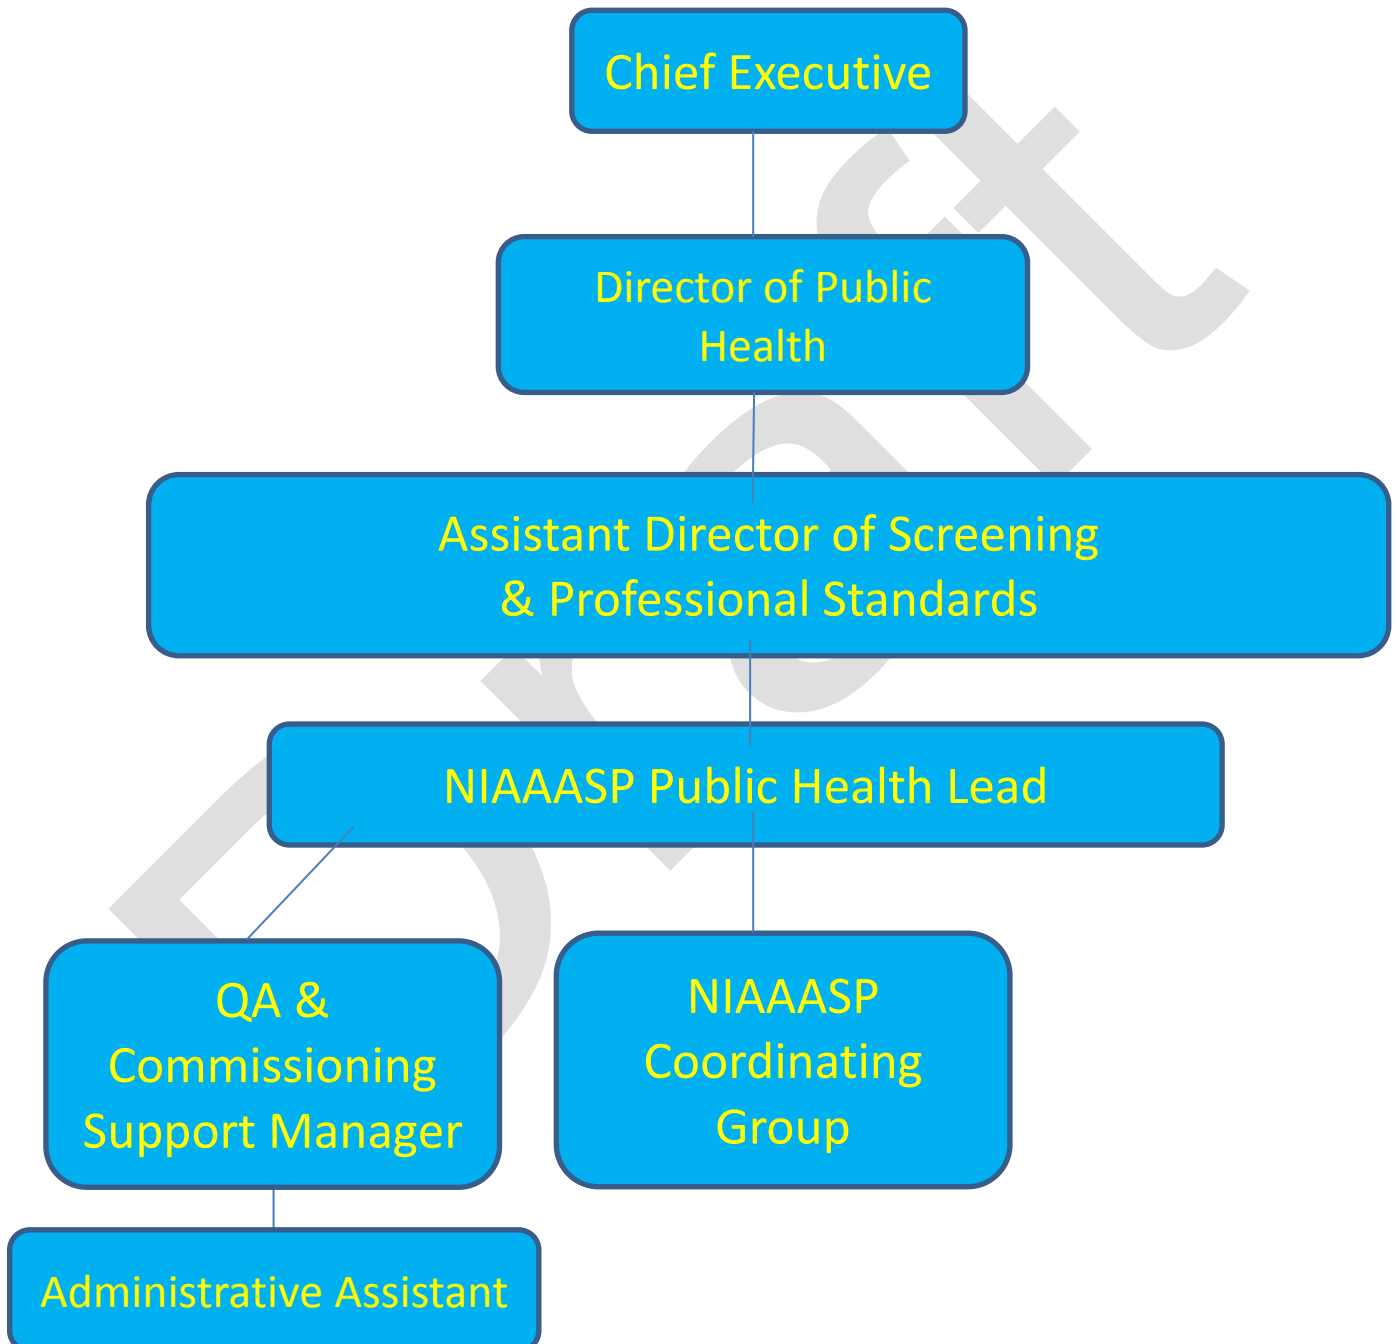 Chief Executive
Director of Public
Health
Assistant Director of Screening
& Professional Standards
NIAAASP Public Health Lead
QA &
Commissioning
Support Manager
NIAAASP
Coordinating
Group
Administrative Assistant
Draft